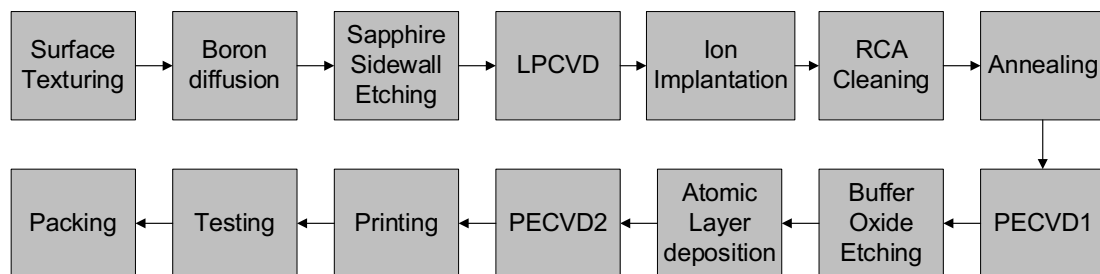 Surface
Texturing
Boron
diffusion
Sapphire
Sidewall
Etching
LPCVD
Ion
Implantation
RCA
Cleaning
Annealing
PECVD1
Buffer
Oxide
Etching
Atomic
Layer
deposition
PECVD2
Printing
Testing
Packing